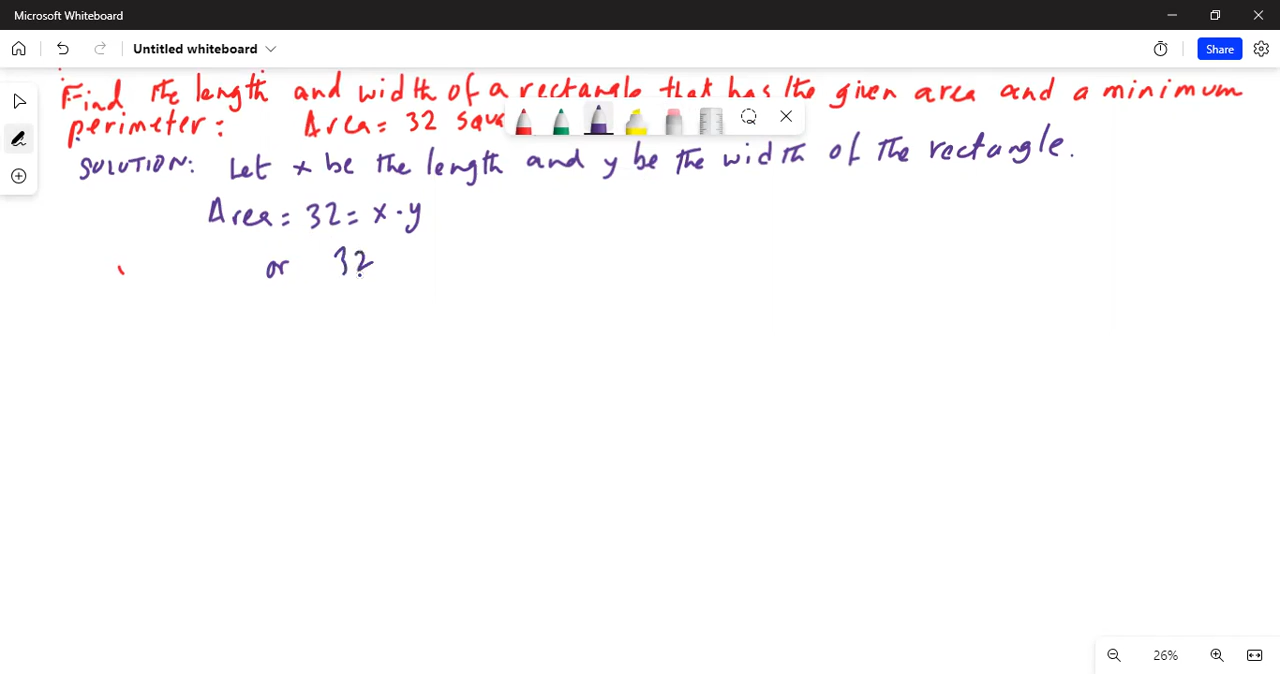 Microsoft Whiteboard
Untitled whiteboard
Share
Find the length and width of a rectangle that has the given area and a minimum
perimeter: Area = 32
SOLUTION: Let x be the length and y be the width of the rectangle.
Area = 32 = x · y
or 32
26%